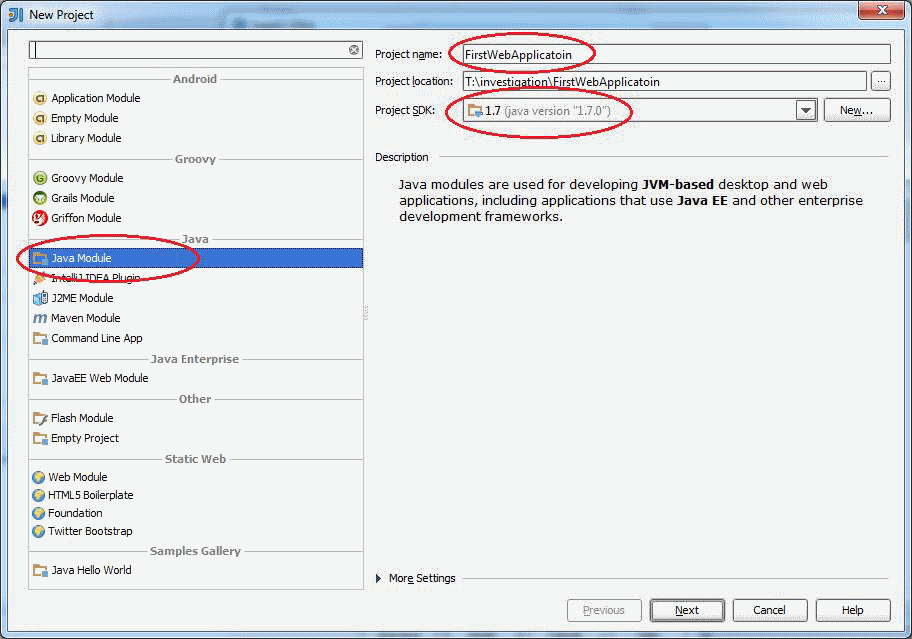 New Project
Project name: FirstWebApplicatoin
Project location: T:\investigation\FirstWebApplicatoin ...
Project SDK: 1.7 (java version "1.7.0") New...
Android
Application Module
Empty Module
Library Module
Groovy
Groovy Module
Grails Module
Griffon Module
Java
Java Module
IntelliJ IDEA Plugin
J2ME Module
Maven Module
Command Line App
Java Enterprise
JavaEE Web Module
Other
Flash Module
Empty Project
Static Web
Web Module
HTML5 Boilerplate
Foundation
Twitter Bootstrap
Samples Gallery
Java Hello World
Description
Java modules are used for developing JVM-based desktop and web
applications, including applications that use Java EE and other enterprise
development frameworks.
More Settings
Previous Next Cancel Help